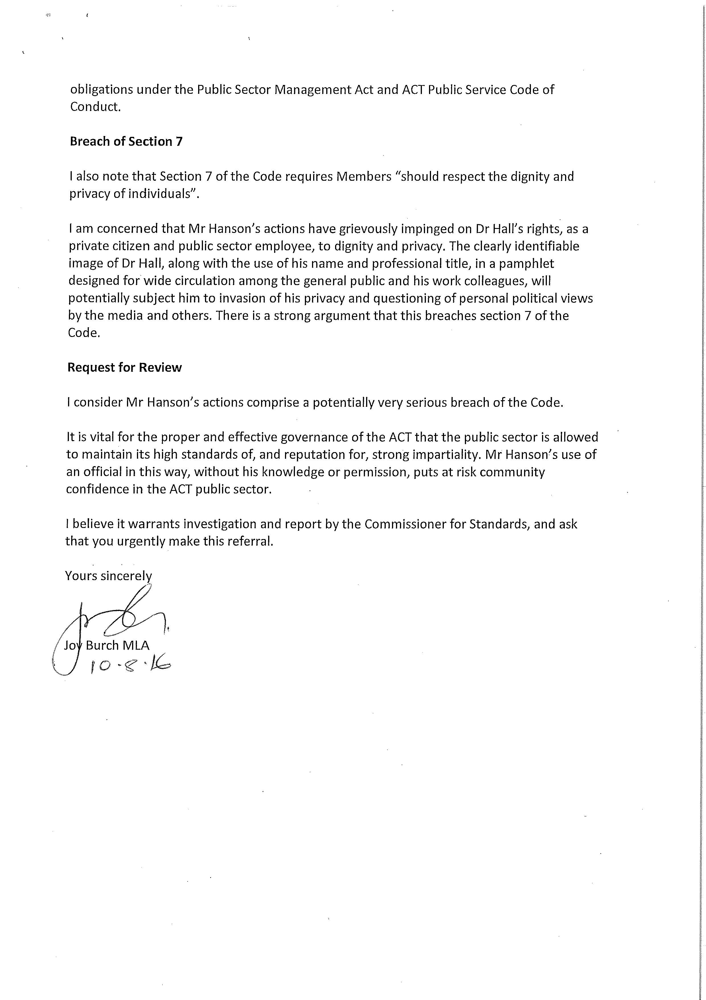 obligations under the Public Sector Management Act and ACT Public Service Code of
Conduct.
Breach of Section 7
I also note that Section 7 of the Code requires Members “should respect the dignity and
privacy of individuals”.
I am concerned that Mr Hanson’s actions have grievously impinged on Dr Hall’s rights, as a
private citizen and public sector employee, to dignity and privacy. The clearly identifiable
image of Dr Hall, along with the use of his name and professional title, in a pamphlet
designed for wide circulation among the general public and his work colleagues, will
potentially subject him to invasion of his privacy and questioning of personal political views
by the media and others. There is a strong argument that this breaches section 7 of the
Code.
Request for Review
I consider Mr Hanson’s actions comprise a potentially very serious breach of the Code.
It is vital for the proper and effective governance of the ACT that the public sector is allowed
to maintain its high standards of, and reputation for, strong impartiality. Mr Hanson’s use of
an official in this way, without his knowledge or permission, puts at risk community
confidence in the ACT public sector.
I believe it warrants investigation and report by the Commissioner for Standards, and ask
that you urgently make this referral.
Yours sincerely
Joy Burch MLA
10.8.16